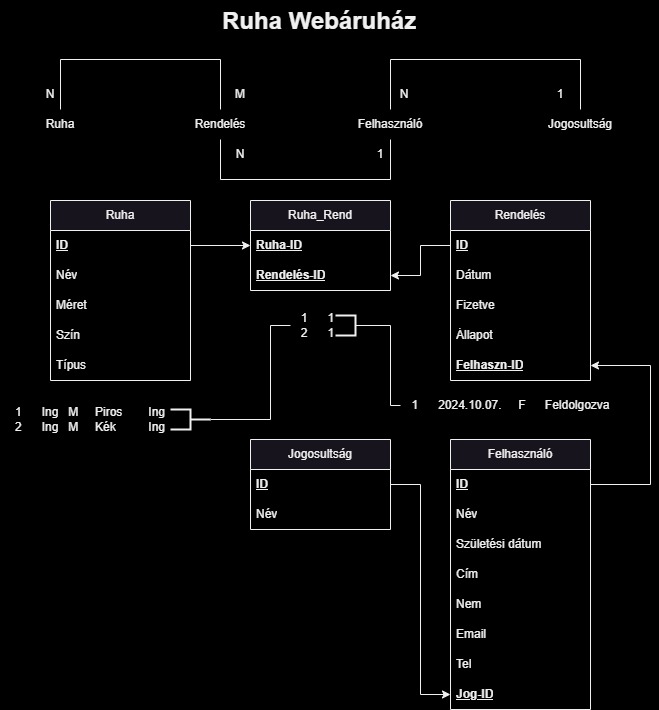 Ruha Webáruház
N M N 1
Ruha Rendelés Felhasználó Jogosultság
N 1
Ruha
ID
Név
Méret
Szín
Típus
Ruha_Rend
Ruha-ID
Rendelés-ID
Rendelés
ID
Dátum
Fizetve
Állapot
Felhaszn-ID
1 1
2 1
1 2024.10.07. F Feldolgozva
1 Ing M Piros Ing
2 Ing M Kék Ing
Jogosultság
ID
Név
Felhasználó
ID
Név
Születési dátum
Cím
Nem
Email
Tel
Jog-ID